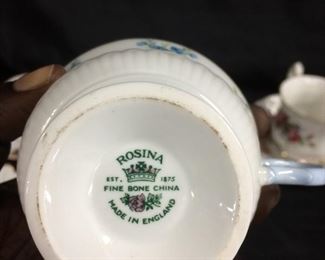 ROSINA
EST. 1875
FINE BONE CHINA
MADE IN ENGLAND